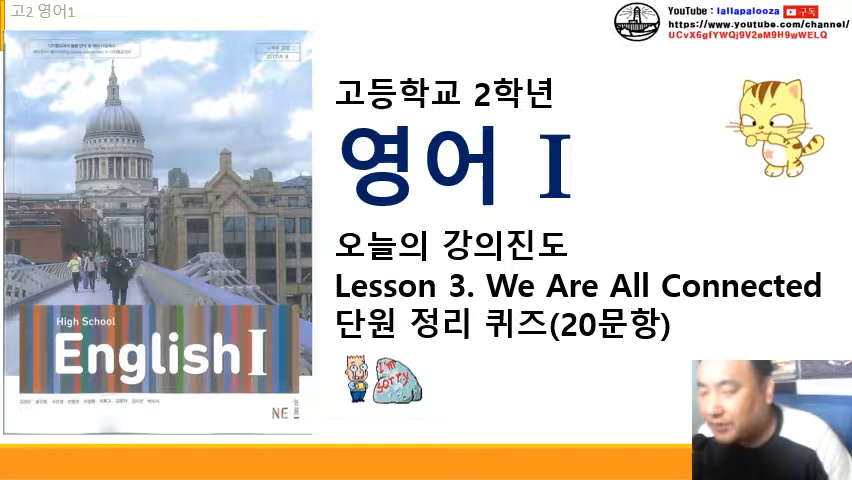 고2 영어1
YouTube : lallapalooza 구독
https://www.youtube.com/channel/
UCvX6gfYWQj9V2eM9H9wWELQ
고등학교 2학년
영어 I
오늘의 강의진도
Lesson 3. We Are All Connected
단원 정리 퀴즈(20문항)
I'm
sorry
High School
English I
NE 능률